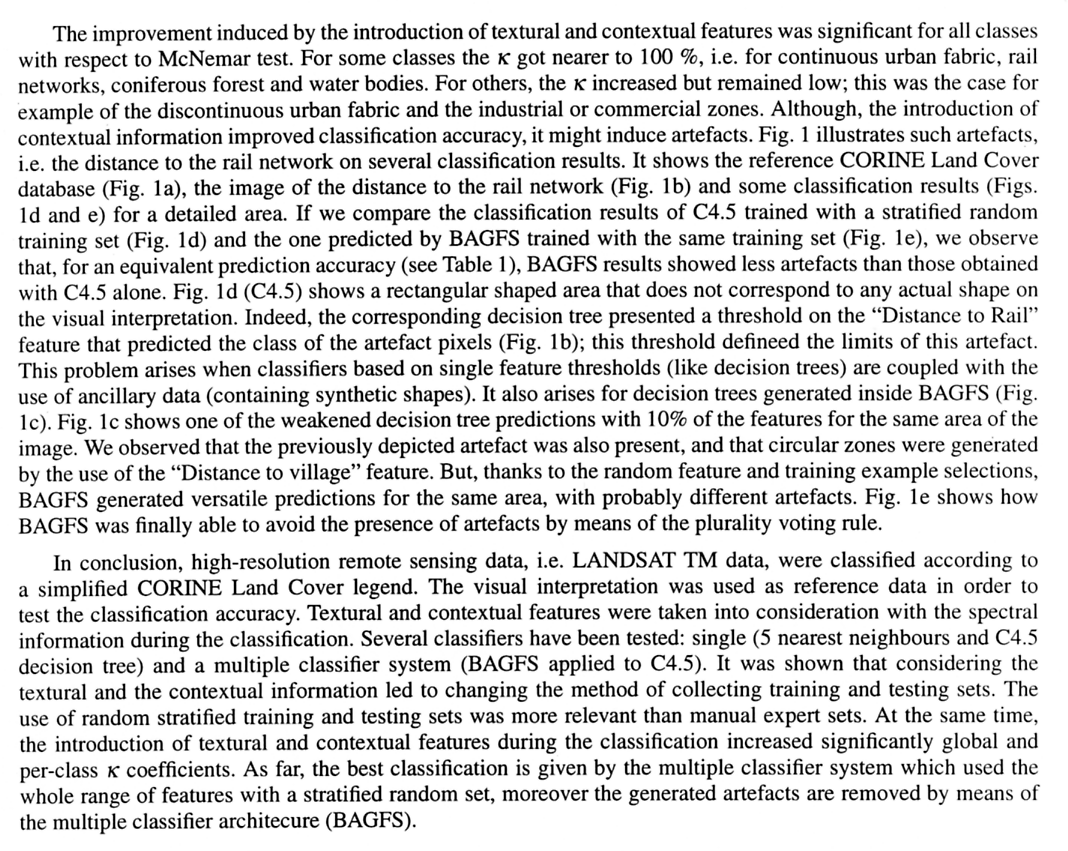 The improvement induced by the introduction of textural and contextual features was significant for all classes
with respect to McNemar test. For some classes the κ got nearer to 100 %, i.e. for continuous urban fabric, rail
networks, coniferous forest and water bodies. For others, the κ increased but remained low; this was the case for
example of the discontinuous urban fabric and the industrial or commercial zones. Although, the introduction of
contextual information improved classification accuracy, it might induce artefacts. Fig. 1 illustrates such artefacts,
i.e. the distance to the rail network on several classification results. It shows the reference CORINE Land Cover
database (Fig. 1a), the image of the distance to the rail network (Fig. 1b) and some classification results (Figs.
1d and e) for a detailed area. If we compare the classification results of C4.5 trained with a stratified random
training set (Fig. 1d) and the one predicted by BAGFS trained with the same training set (Fig. 1e), we observe
that, for an equivalent prediction accuracy (see Table 1), BAGFS results showed less artefacts than those obtained
with C4.5 alone. Fig. 1d (C4.5) shows a rectangular shaped area that does not correspond to any actual shape on
the visual interpretation. Indeed, the corresponding decision tree presented a threshold on the “Distance to Rail”
feature that predicted the class of the artefact pixels (Fig. 1b); this threshold defineed the limits of this artefact.
This problem arises when classifiers based on single feature thresholds (like decision trees) are coupled with the
use of ancillary data (containing synthetic shapes). It also arises for decision trees generated inside BAGFS (Fig.
1c). Fig. 1c shows one of the weakened decision tree predictions with 10% of the features for the same area of the
image. We observed that the previously depicted artefact was also present, and that circular zones were generated
by the use of the “Distance to village” feature. But, thanks to the random feature and training example selections,
BAGFS generated versatile predictions for the same area, with probably different artefacts. Fig. 1e shows how
BAGFS was finally able to avoid the presence of artefacts by means of the plurality voting rule.
In conclusion, high-resolution remote sensing data, i.e. LANDSAT TM data, were classified according to
a simplified CORINE Land Cover legend. The visual interpretation was used as reference data in order to
test the classification accuracy. Textural and contextual features were taken into consideration with the spectral
information during the classification. Several classifiers have been tested: single (5 nearest neighbours and C4.5
decision tree) and a multiple classifier system (BAGFS applied to C4.5). It was shown that considering the
textural and the contextual information led to changing the method of collecting training and testing sets. The
use of random stratified training and testing sets was more relevant than manual expert sets. At the same time,
the introduction of textural and contextual features during the classification increased significantly global and
per-class κ coefficients. As far, the best classification is given by the multiple classifier system which used the
whole range of features with a stratified random set, moreover the generated artefacts are removed by means of
the multiple classifier architecure (BAGFS).